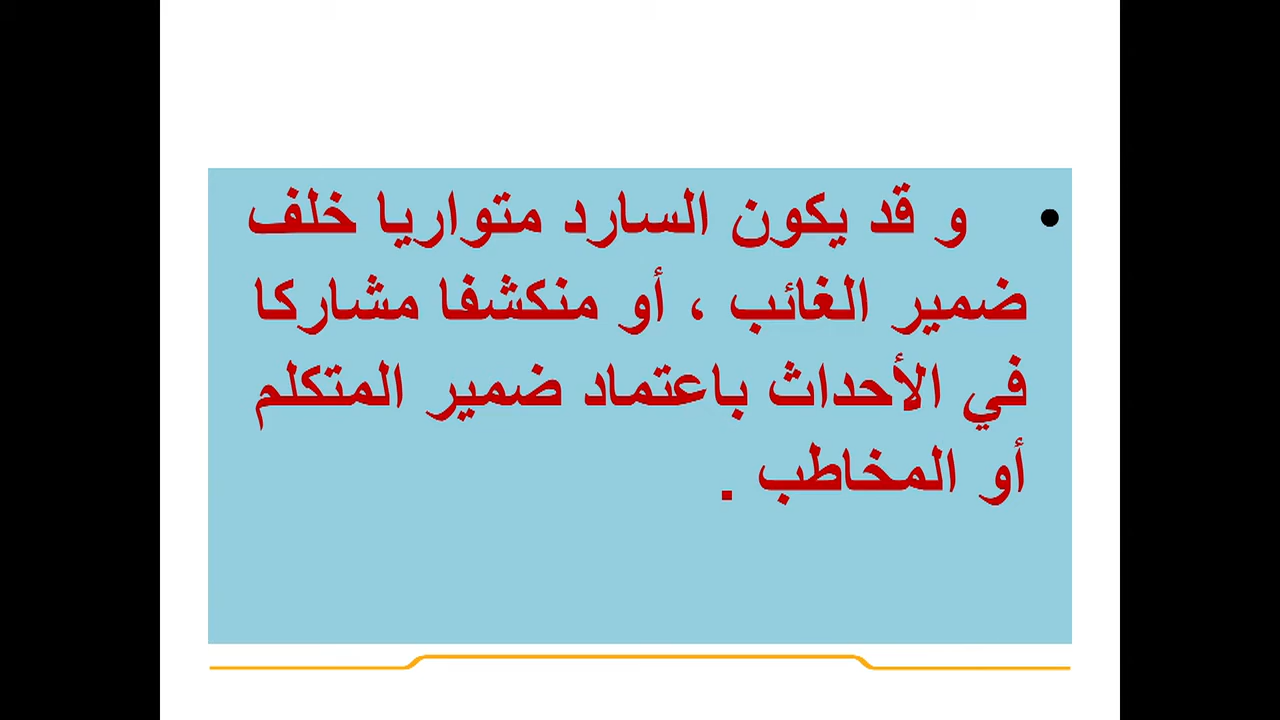 • و قد يكون السارد متواريا خلف
ضمير الغائب ، أو منكشفا مشاركا
في الأحداث باعتماد ضمير المتكلم
أو المخاطب .